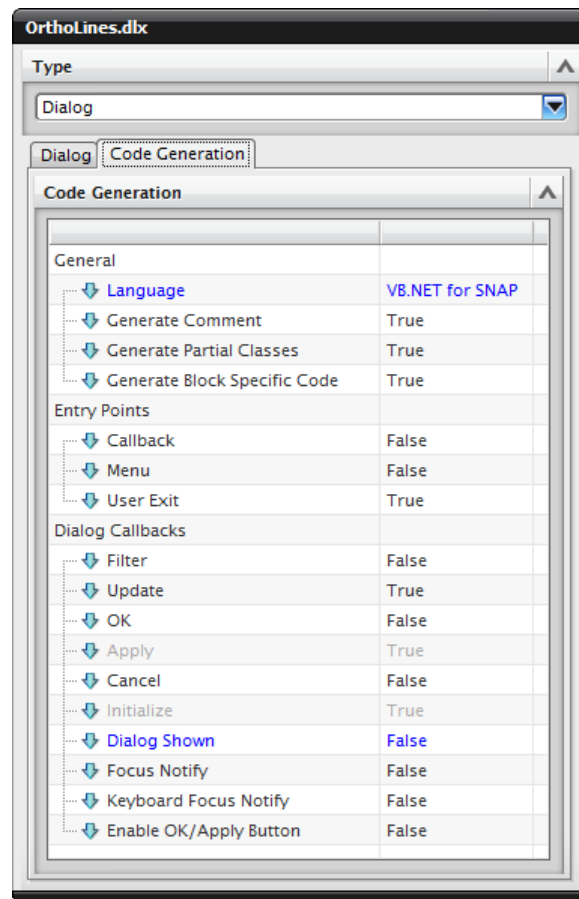 OrthoLines.dlx
Type
Dialog
Dialog Code Generation
Code Generation
General
Language VB.NET for SNAP
Generate Comment True
Generate Partial Classes True
Generate Block Specific Code True
Entry Points
Callback False
Menu False
User Exit True
Dialog Callbacks
Filter False
Update True
OK False
Apply True
Cancel False
Initialize True
Dialog Shown False
Focus Notify False
Keyboard Focus Notify False
Enable OK/Apply Button False